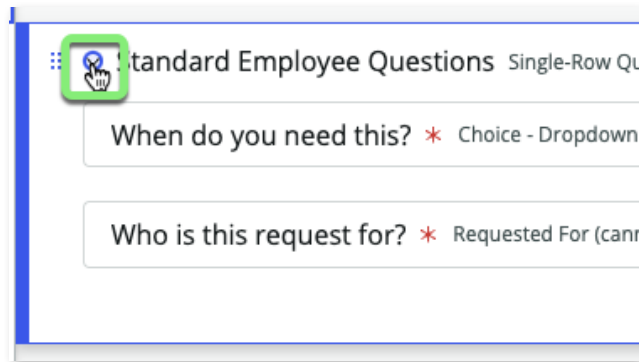 Standard Employee Questions Single-Row Qu
When do you need this? * Choice - Dropdown
Who is this request for? * Requested For (cann